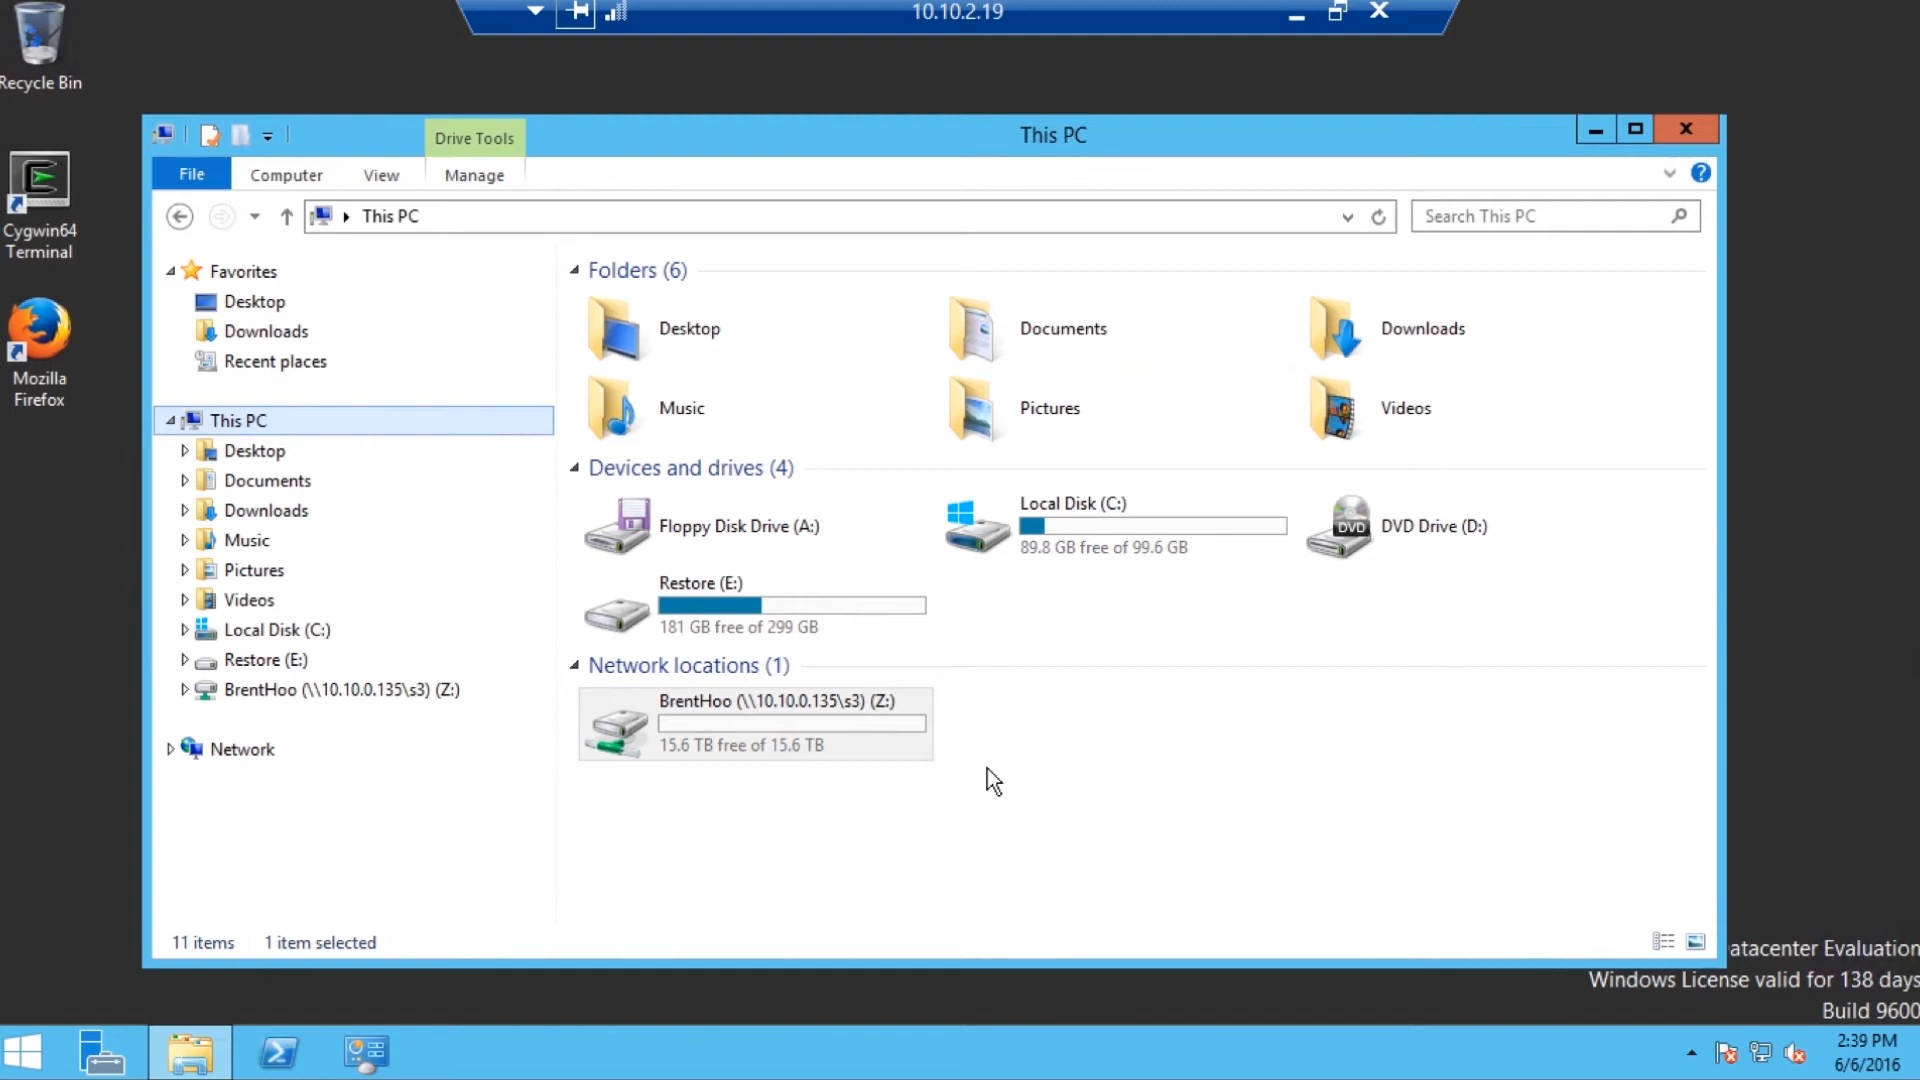 10.10.2.19
Recycle Bin
Cygwin64
Terminal
Mozilla
Firefox
Drive Tools
This PC
File
Computer
View
Manage
This PC
Search This PC
Favorites
Desktop
Downloads
Recent places
This PC
Desktop
Documents
Downloads
Music
Pictures
Videos
Local Disk (C:)
Restore (E:)
BrentHoo (\\10.10.0.135\s3) (Z:)
Network
Folders (6)
Desktop
Documents
Downloads
Music
Pictures
Videos
Devices and drives (4)
Floppy Disk Drive (A:)
Local Disk (C:)
89.8 GB free of 99.6 GB
DVD
DVD Drive (D:)
Restore (E:)
181 GB free of 299 GB
Network locations (1)
BrentHoo (\\10.10.0.135\s3) (Z:)
15.6 TB free of 15.6 TB
11 items
1 item selected
atacenter Evaluation
Windows License valid for 138 days
Build 9600
2:39 PM
6/6/2016